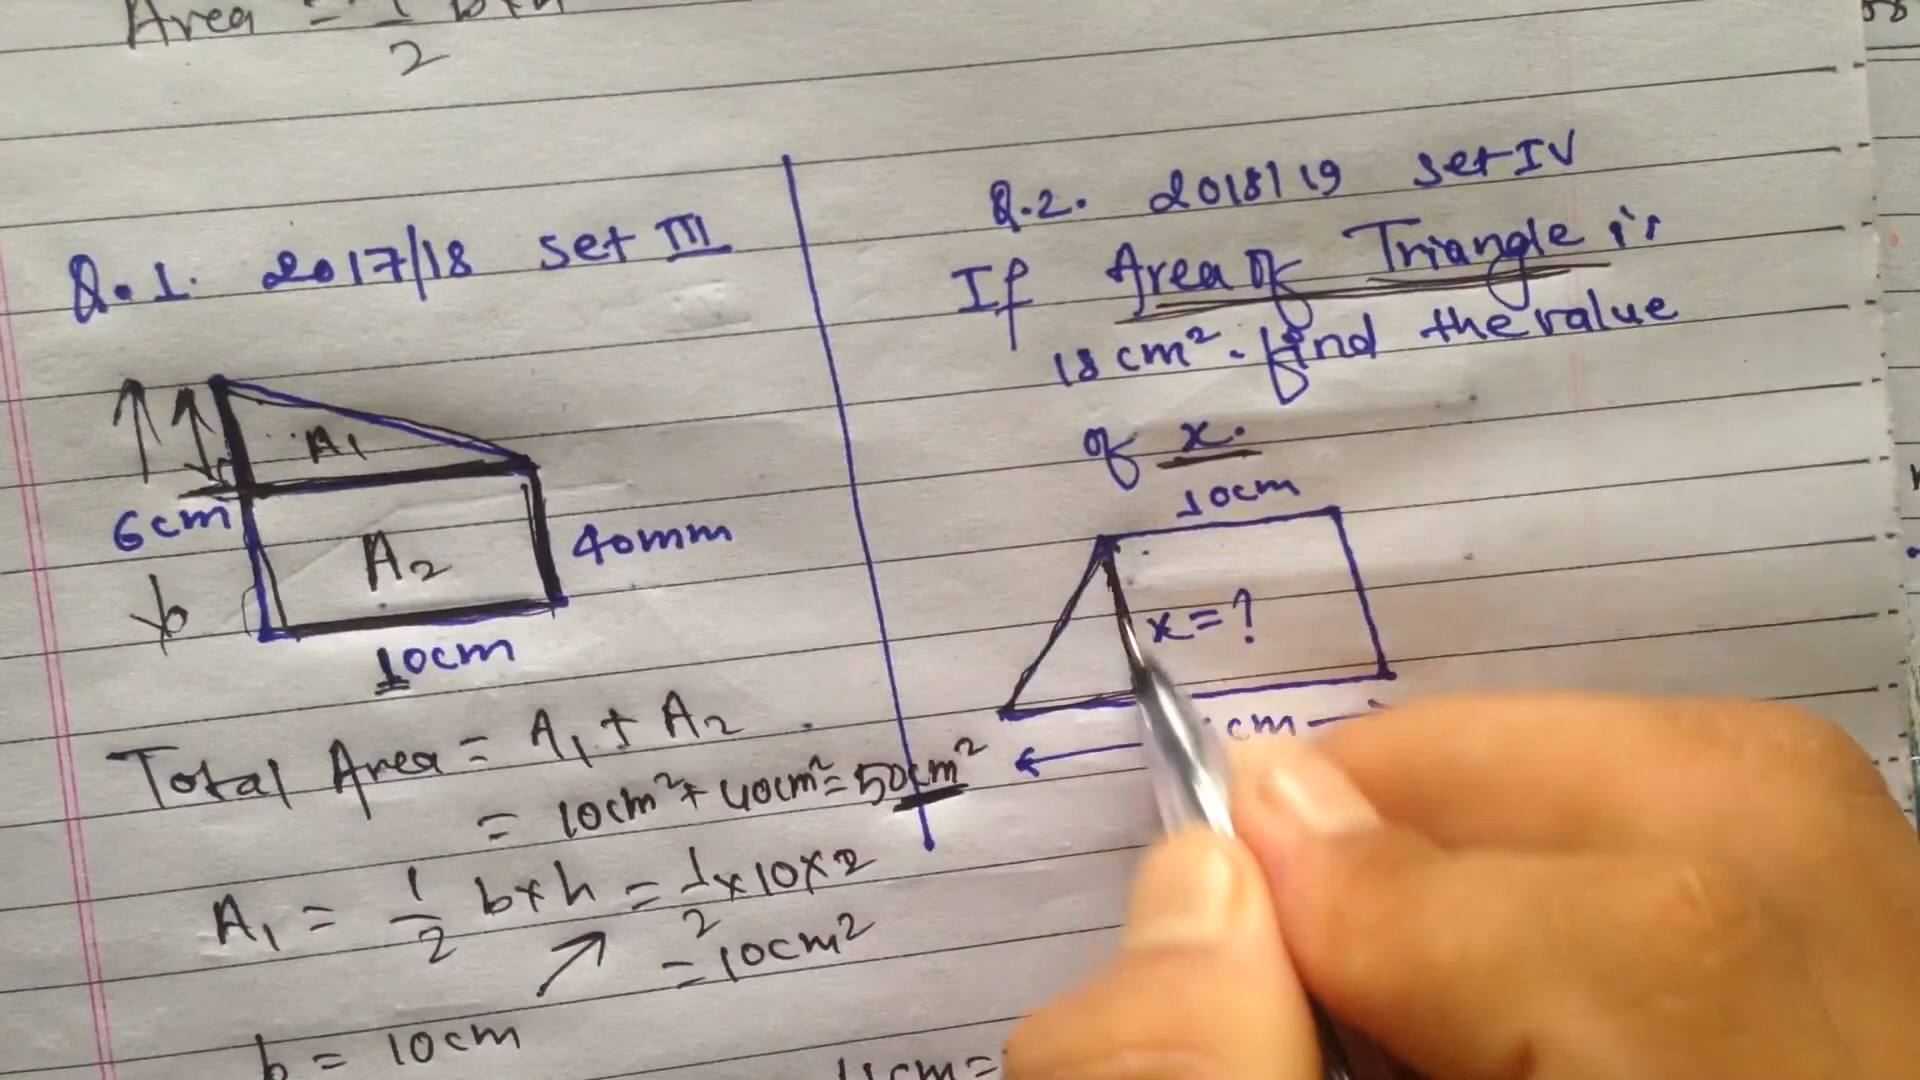 Area = 1/2 b×h
Q.1. 2017/18 set III
A1
6cm
A2
40mm
10cm
Total Area = A1 + A2
= 10cm²+ 40cm²= 50cm²
A1 = 1/2 b×h = 1/2 ×10×2
= 10cm²
b = 10cm
Q.2. 2018/19 set IV
If Area of Triangle is
18cm². find the value
of x.
10cm
x=?
cm